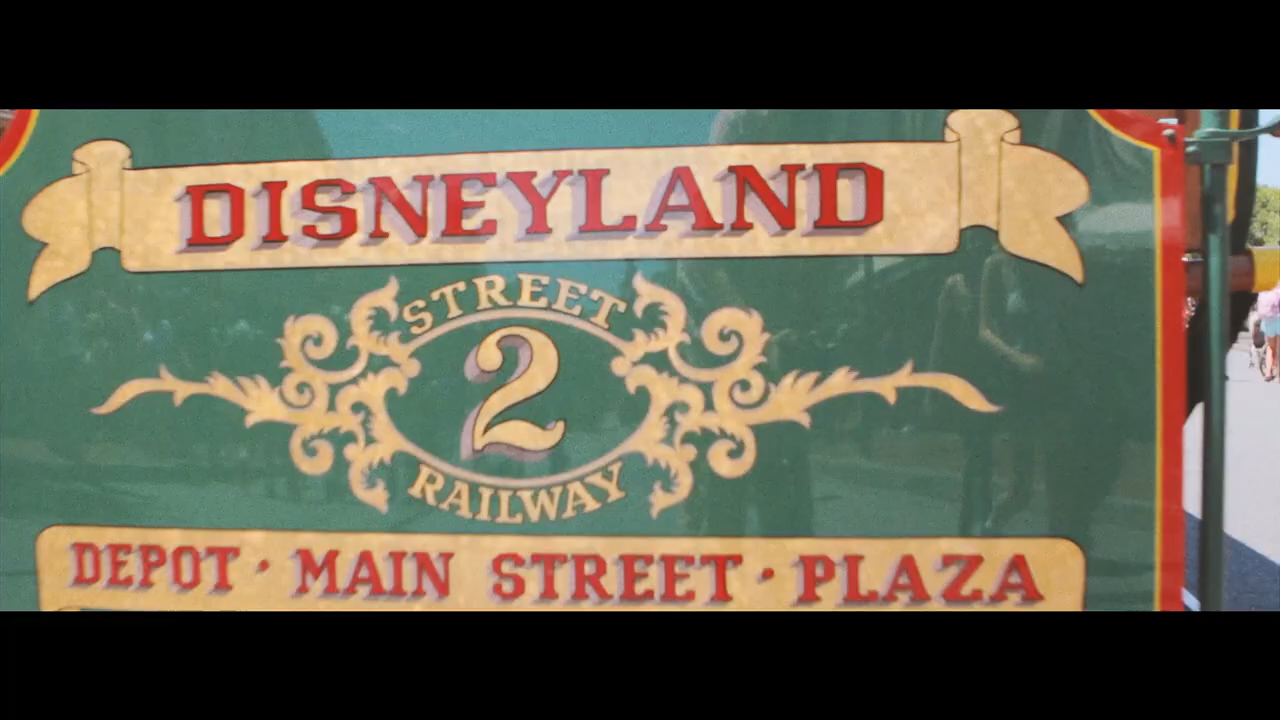 DISNEYLAND
STREET
2
RAILWAY
DEPOT · MAIN STREET · PLAZA